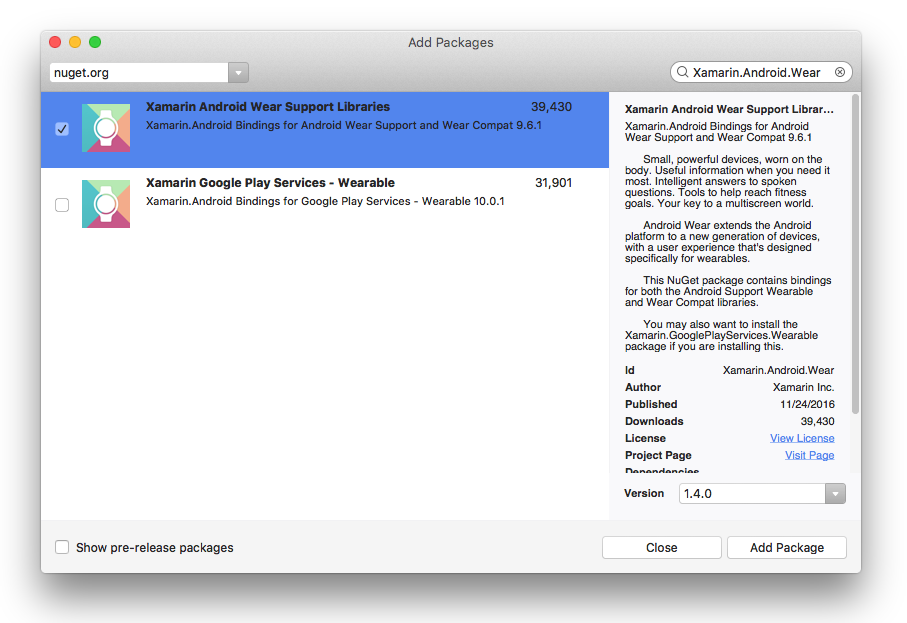 Add Packages
nuget.org
Xamarin.Android.Wear
Xamarin Android Wear Support Libraries 39,430
Xamarin.Android Bindings for Android Wear Support and Wear Compat 9.6.1
Xamarin Google Play Services - Wearable 31,901
Xamarin.Android Bindings for Google Play Services - Wearable 10.0.1
Xamarin Android Wear Support Librar...
Xamarin.Android Bindings for Android
Wear Support and Wear Compat 9.6.1
Small, powerful devices, worn on the
body. Useful information when you need it
most. Intelligent answers to spoken
questions. Tools to help reach fitness
goals. Your key to a multiscreen world.
Android Wear extends the Android
platform to a new generation of devices,
with a user experience that's designed
specifically for wearables.
This NuGet package contains bindings
for both the Android Support Wearable
and Wear Compat libraries.
You may also want to install the
Xamarin.GooglePlayServices.Wearable
package if you are installing this.
Id Xamarin.Android.Wear
Author Xamarin Inc.
Published 11/24/2016
Downloads 39,430
License View License
Project Page Visit Page
Dependencies
Version 1.4.0
Show pre-release packages
Close
Add Package